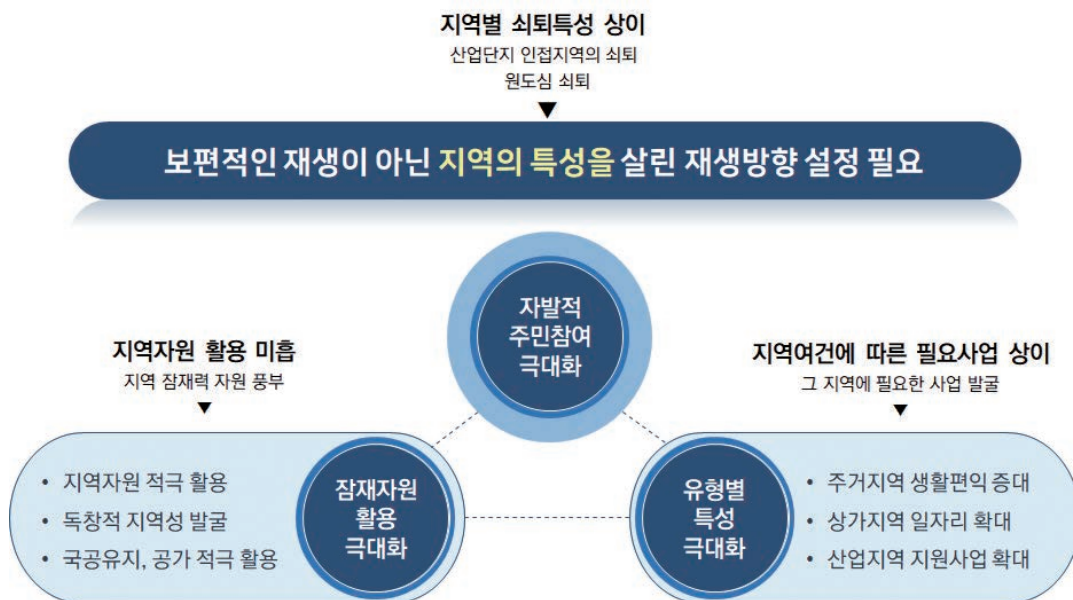 지역별 쇠퇴특성 상이
산업단지 인접지역의 쇠퇴
원도심 쇠퇴
보편적인 재생이 아닌 지역의 특성을 살린 재생방향 설정 필요
자발적
주민참여
극대화
지역자원 활용 미흡
지역 잠재력 자원 풍부
• 지역자원 적극 활용
• 독창적 지역성 발굴
• 국공유지, 공가 적극 활용
잠재자원
활용
극대화
지역여건에 따른 필요사업 상이
그 지역에 필요한 사업 발굴
유형별
특성
극대화
• 주거지역 생활편익 증대
• 상가지역 일자리 확대
• 산업지역 지원사업 확대